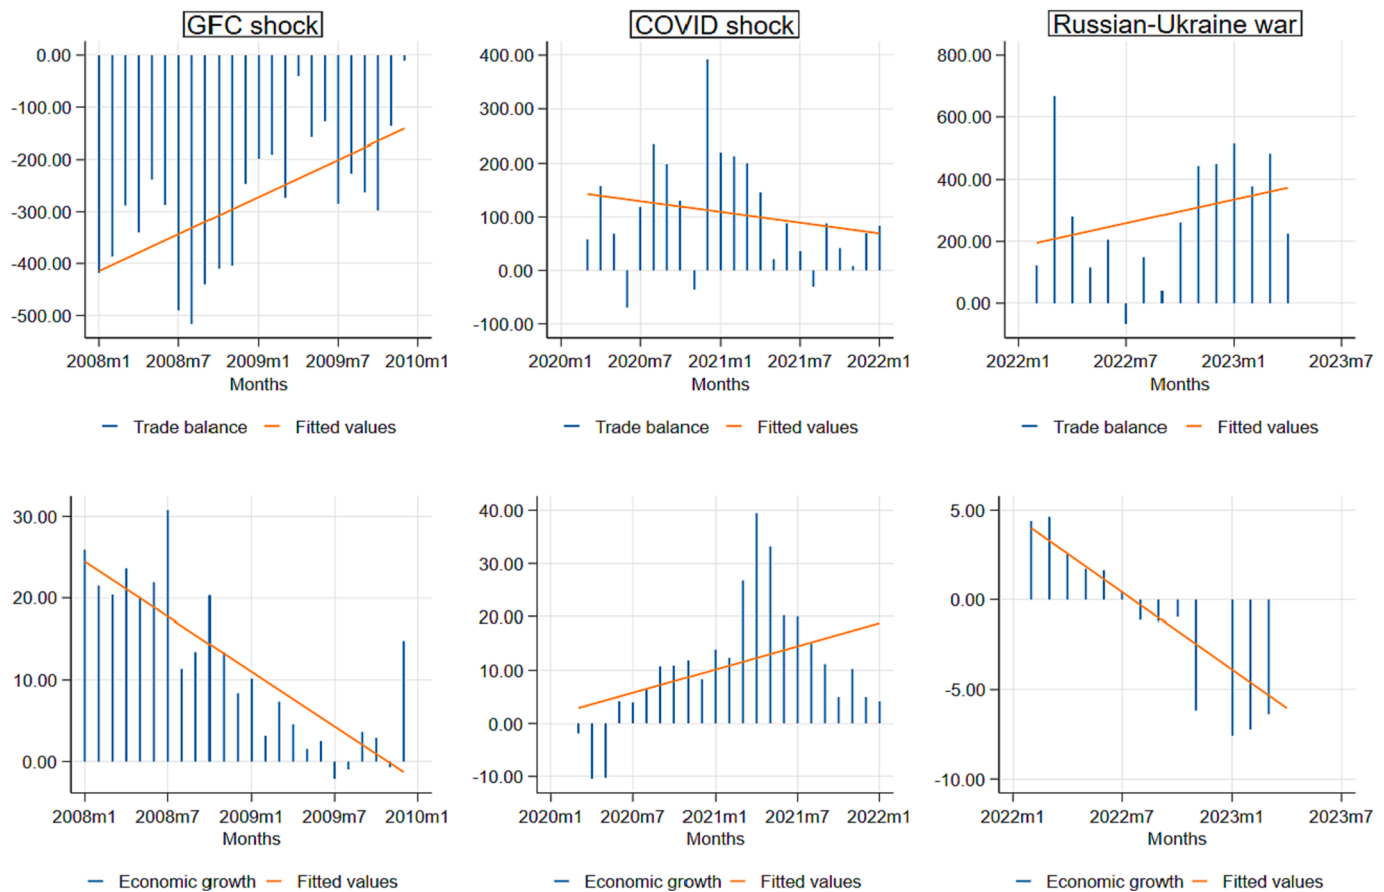 GFC shock
COVID shock
Russian-Ukraine war
0.00
-100.00
-200.00
-300.00
-400.00
-500.00
2008m1 2008m7 2009m1 2009m7 2010m1
Months
Trade balance Fitted values
400.00
300.00
200.00
100.00
0.00
-100.00
2020m1 2020m7 2021m1 2021m7 2022m1
Months
Trade balance Fitted values
800.00
600.00
400.00
200.00
0.00
2022m1 2022m7 2023m1 2023m7
Months
Trade balance Fitted values
30.00
20.00
10.00
0.00
2008m1 2008m7 2009m1 2009m7 2010m1
Months
Economic growth Fitted values
40.00
30.00
20.00
10.00
0.00
-10.00
2020m1 2020m7 2021m1 2021m7 2022m1
Months
Economic growth Fitted values
5.00
0.00
-5.00
-10.00
2022m1 2022m7 2023m1 2023m7
Months
Economic growth Fitted values